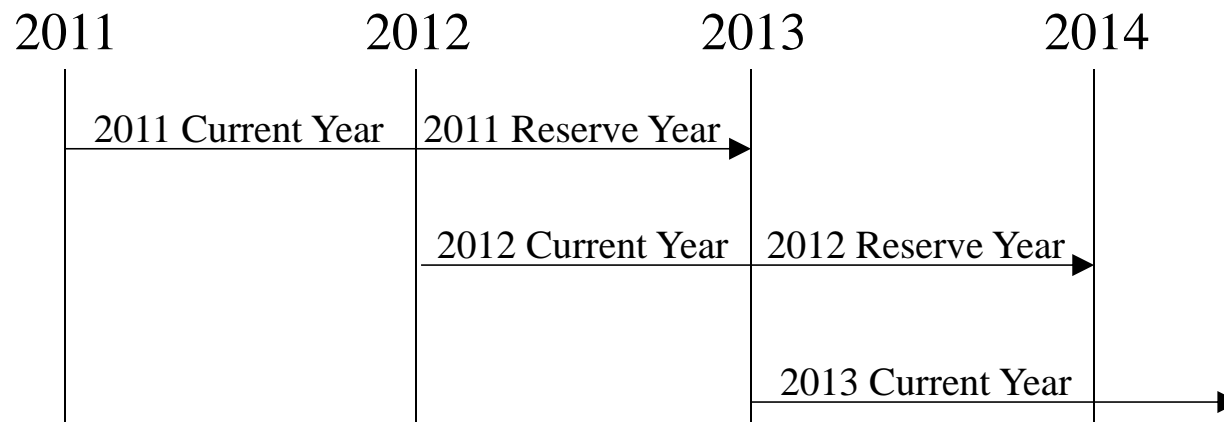 2011 2012 2013 2014
2011 Current Year 2011 Reserve Year
2012 Current Year 2012 Reserve Year
2013 Current Year